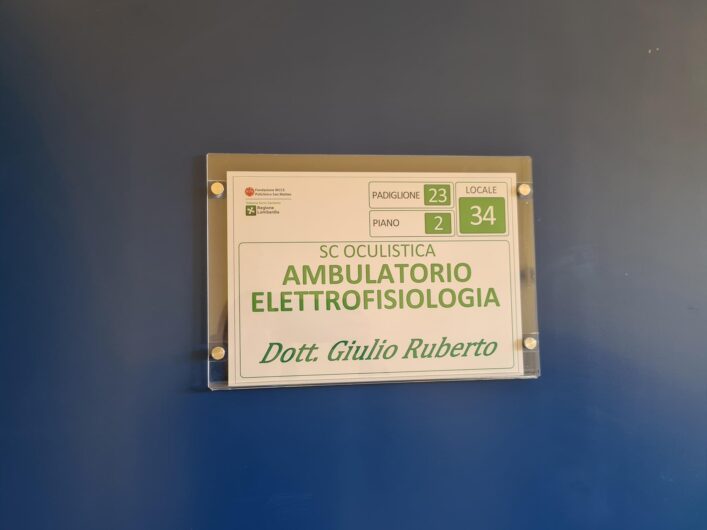 Fondazione IRCCS
Policlinico San Matteo
Regione
Lombardia
PADIGLIONE 23
PIANO 2
LOCALE
34
SC OCULISTICA
AMBULATORIO
ELETTROFISIOLOGIA
Dott. Giulio Ruberto